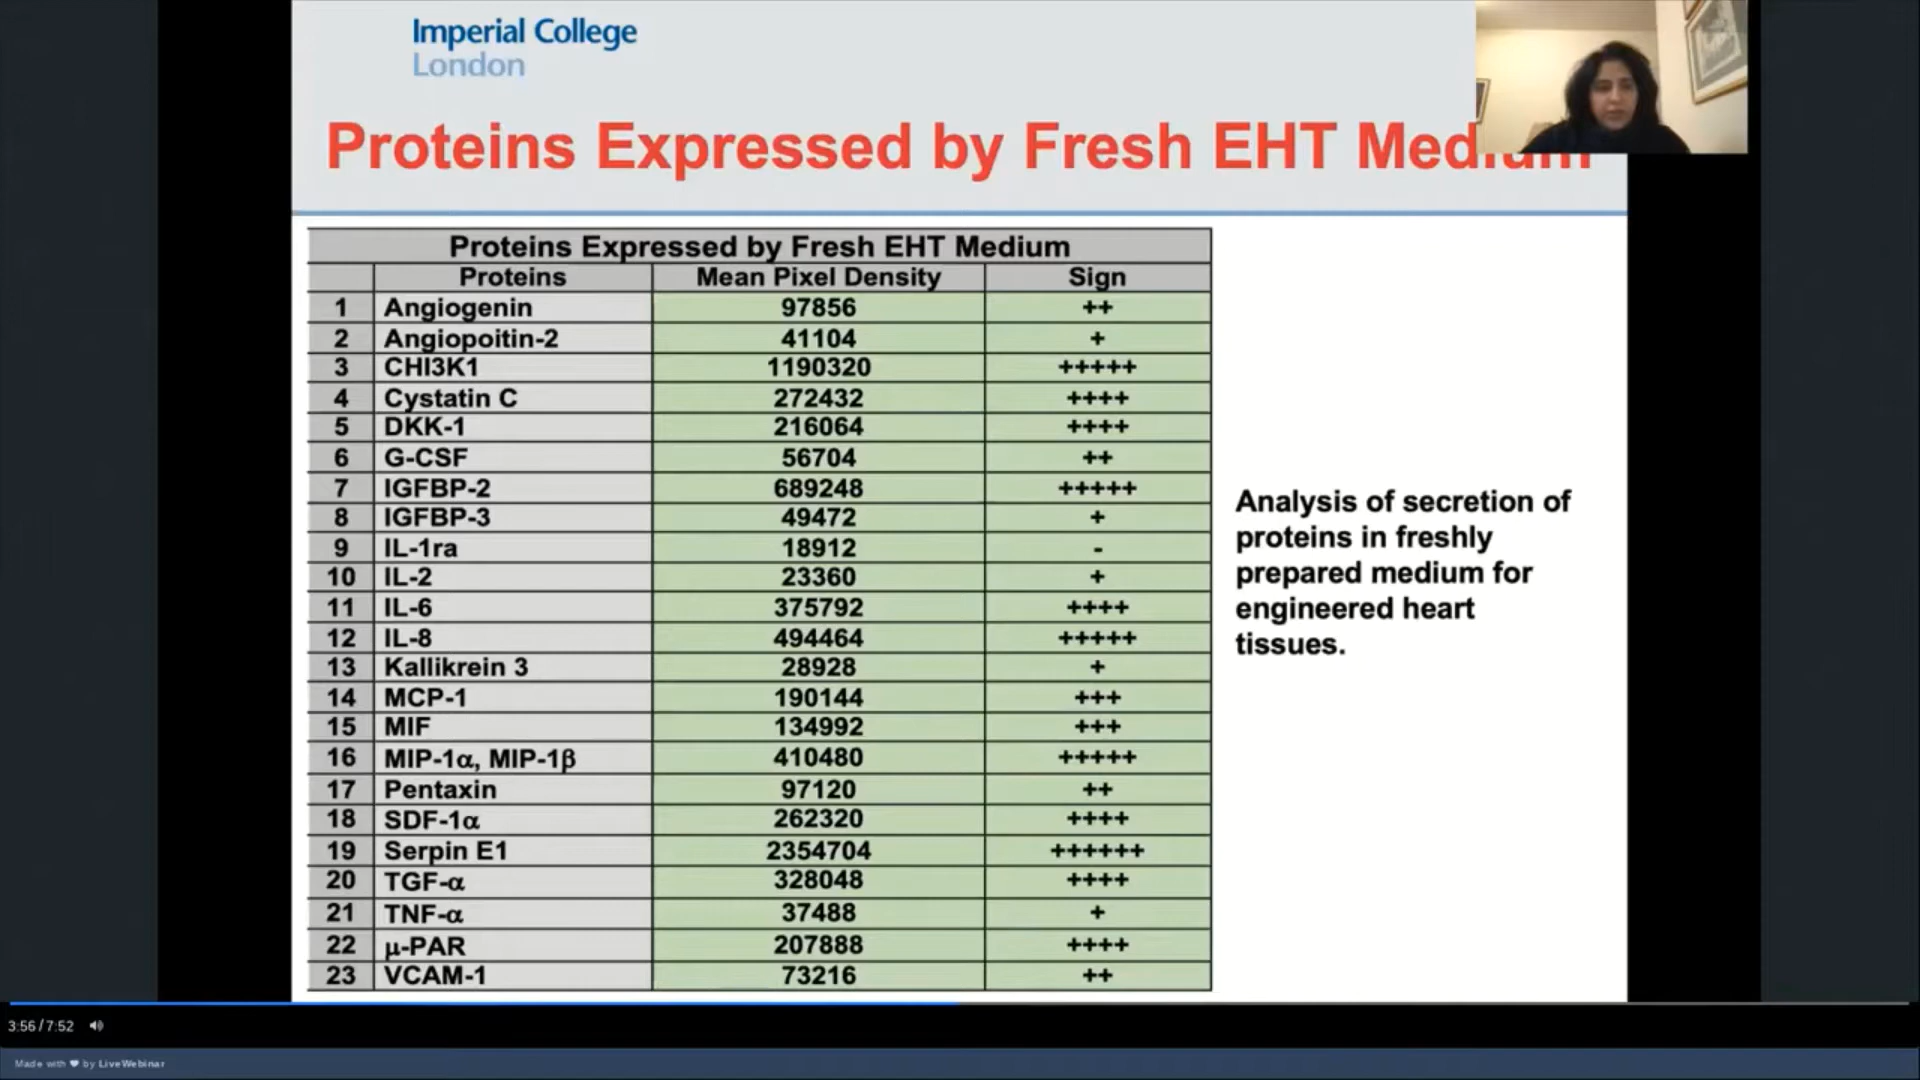 Imperial College
London
Proteins Expressed by Fresh EHT Medium
Proteins Expressed by Fresh EHT Medium
Proteins Mean Pixel Density Sign
1 Angiogenin 97856 ++
2 Angiopoitin-2 41104 +
3 CHI3K1 1190320 +++++
4 Cystatin C 272432 ++++
5 DKK-1 216064 ++++
6 G-CSF 56704 ++
7 IGFBP-2 689248 +++++
8 IGFBP-3 49472 +
9 IL-1ra 18912 -
10 IL-2 23360 +
11 IL-6 375792 ++++
12 IL-8 494464 +++++
13 Kallikrein 3 28928 +
14 MCP-1 190144 +++
15 MIF 134992 +++
16 MIP-1α, MIP-1β 410480 +++++
17 Pentaxin 97120 ++
18 SDF-1α 262320 ++++
19 Serpin E1 2354704 ++++++
20 TGF-α 328048 ++++
21 TNF-α 37488 +
22 μ-PAR 207888 ++++
23 VCAM-1 73216 ++
Analysis of secretion of
proteins in freshly
prepared medium for
engineered heart
tissues.
3:56 / 7:52
Made with ❤ by LiveWebinar